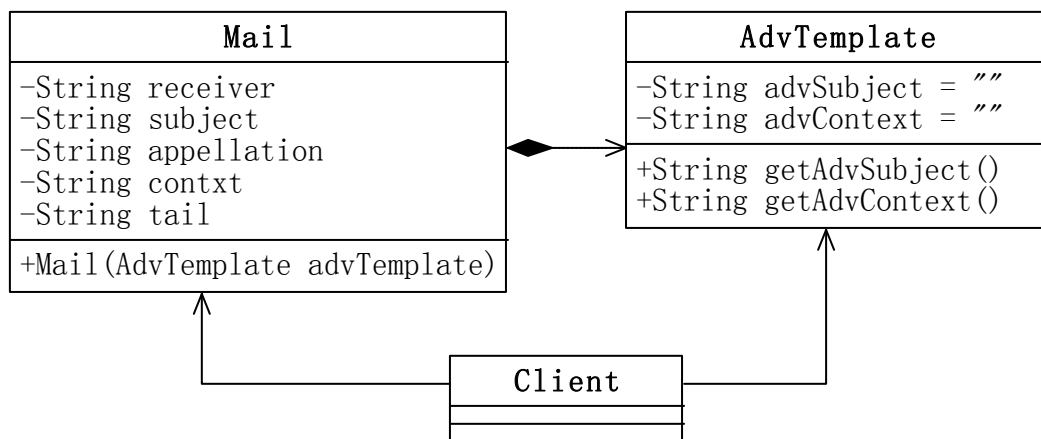 Mail
-String receiver
-String subject
-String appellation
-String contxt
-String tail
+Mail(AdvTemplate advTemplate)
AdvTemplate
-String advSubject = ""
-String advContext = ""
+String getAdvSubject()
+String getAdvContext()
Client